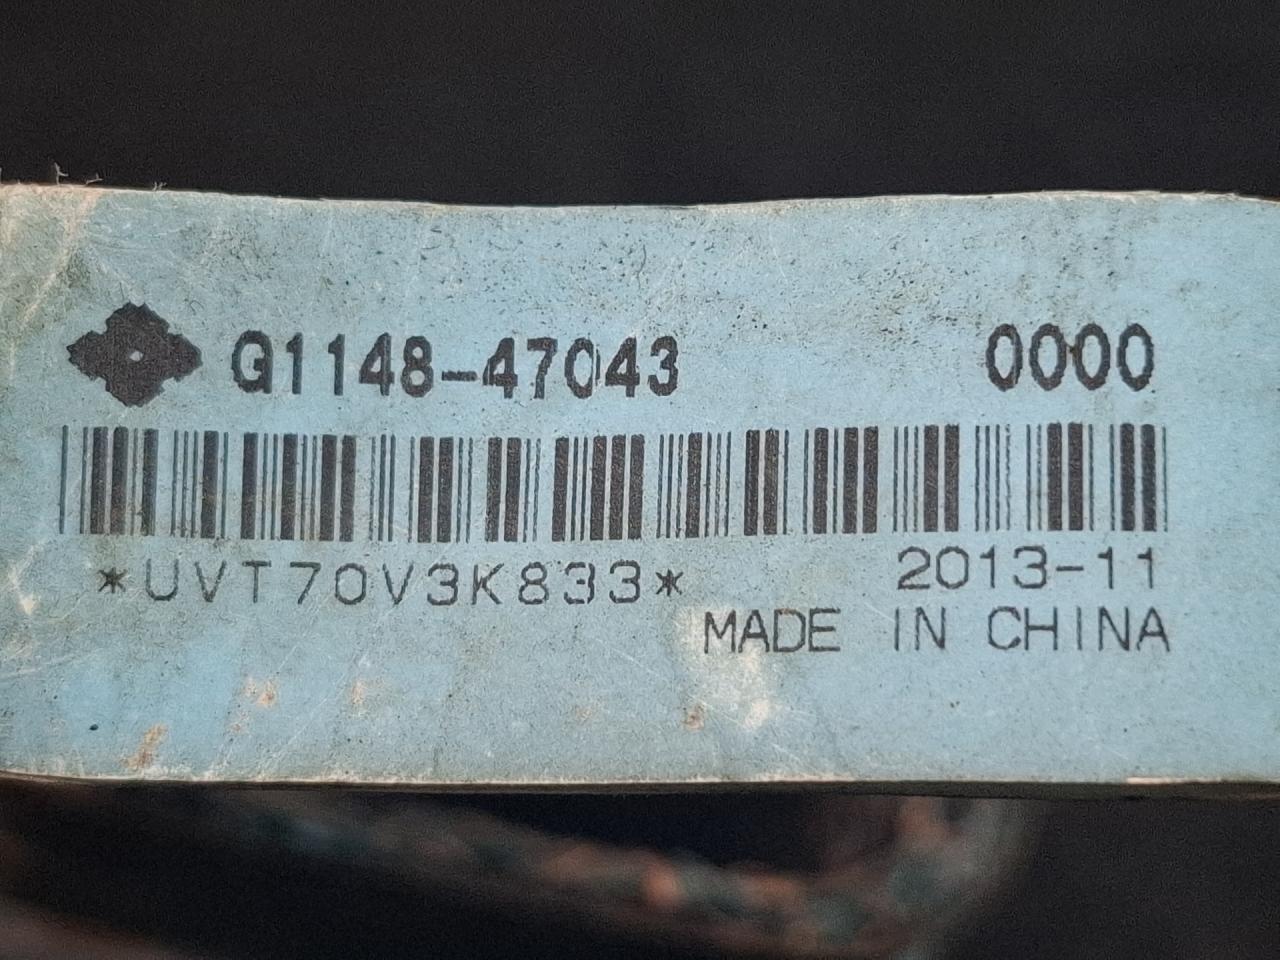 G1148-47043 0000
*UVT70V3K833* 2013-11
MADE IN CHINA